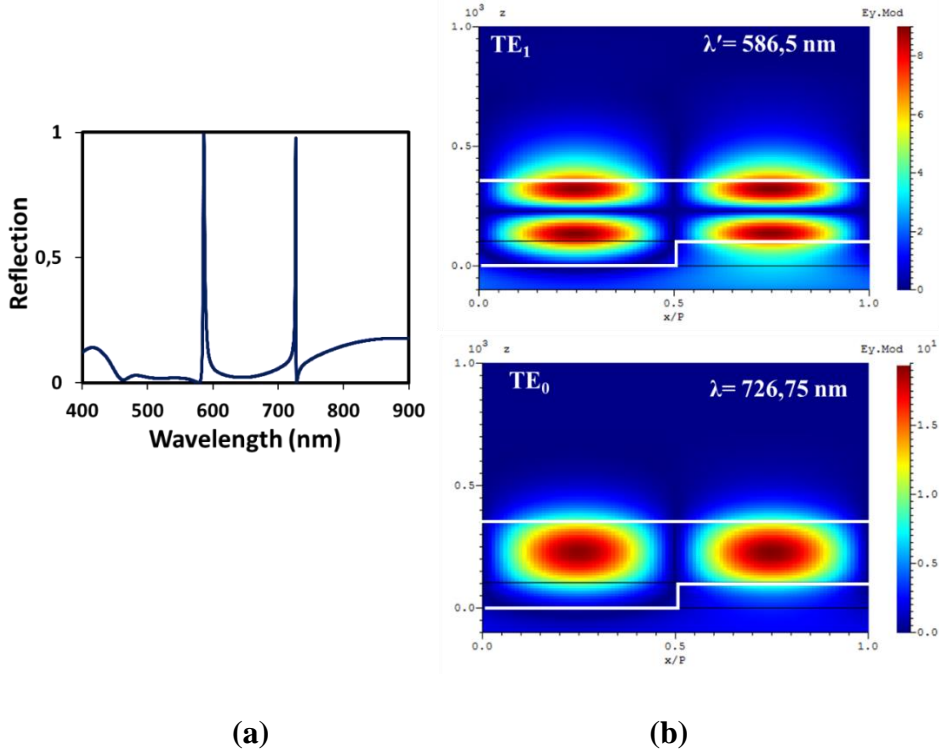 1
0,5
0
Reflection
400 500 600 700 800 900
Wavelength (nm)
10³ z
Ey.Mod
1.0
TE₁
λ'= 586,5 nm
0.5
0.0
0.0 0.5 1.0
x/P
8
6
4
2
0
10³ z
Ey.Mod
1.0
10¹
TE₀
λ= 726,75 nm
0.5
0.0
0.0 0.5 1.0
x/P
1.5
1.0
0.5
0.0
(a) (b)